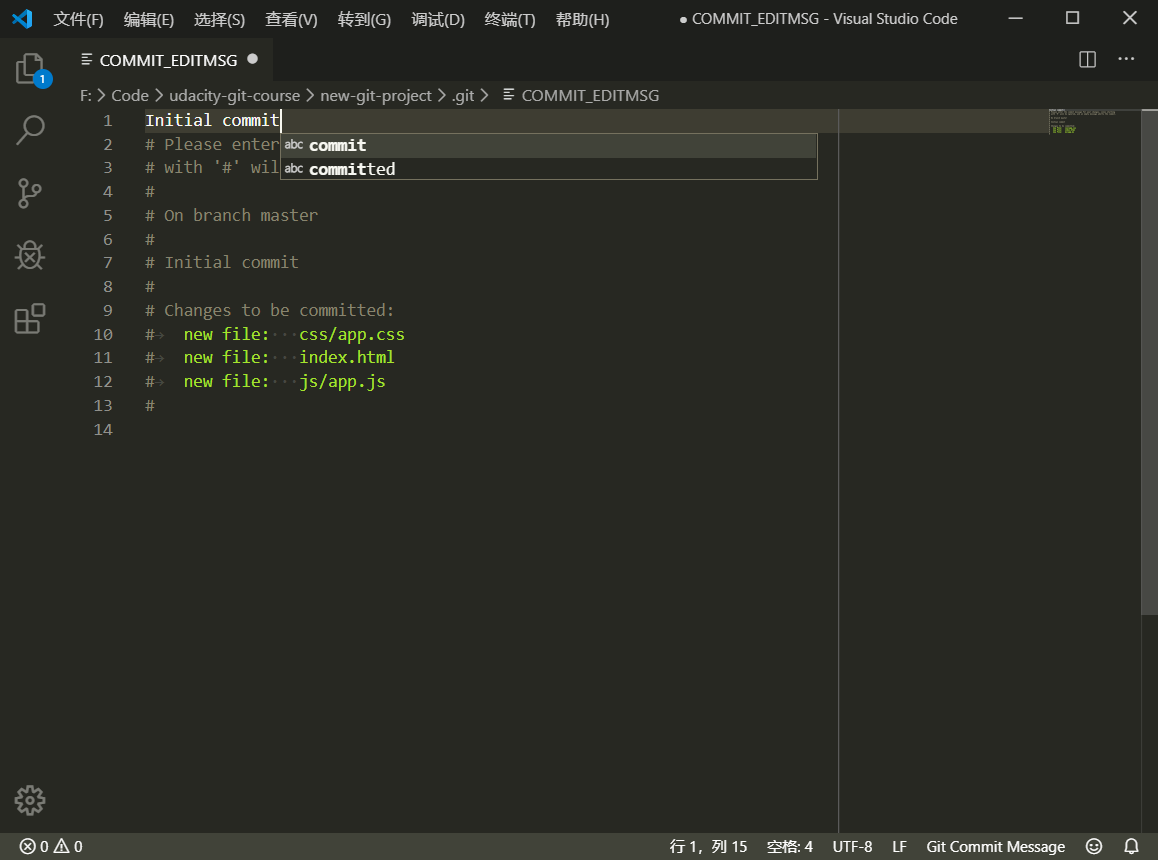 文件(F) 编辑(E) 选择(S) 查看(V) 转到(G) 调试(D) 终端(T) 帮助(H) ● COMMIT_EDITMSG - Visual Studio Code
COMMIT_EDITMSG ●
1
F: > Code > udacity-git-course > new-git-project > .git > COMMIT_EDITMSG
1 Initial commit
2 # Please enter
abc commit
3 # with '#' wil
abc committed
4 #
5 # On branch master
6 #
7 # Initial commit
8 #
9 # Changes to be committed:
10 #→ new file:···css/app.css
11 #→ new file:···index.html
12 #→ new file:···js/app.js
13 #
14
0 0 行 1，列 15 空格: 4 UTF-8 LF Git Commit Message